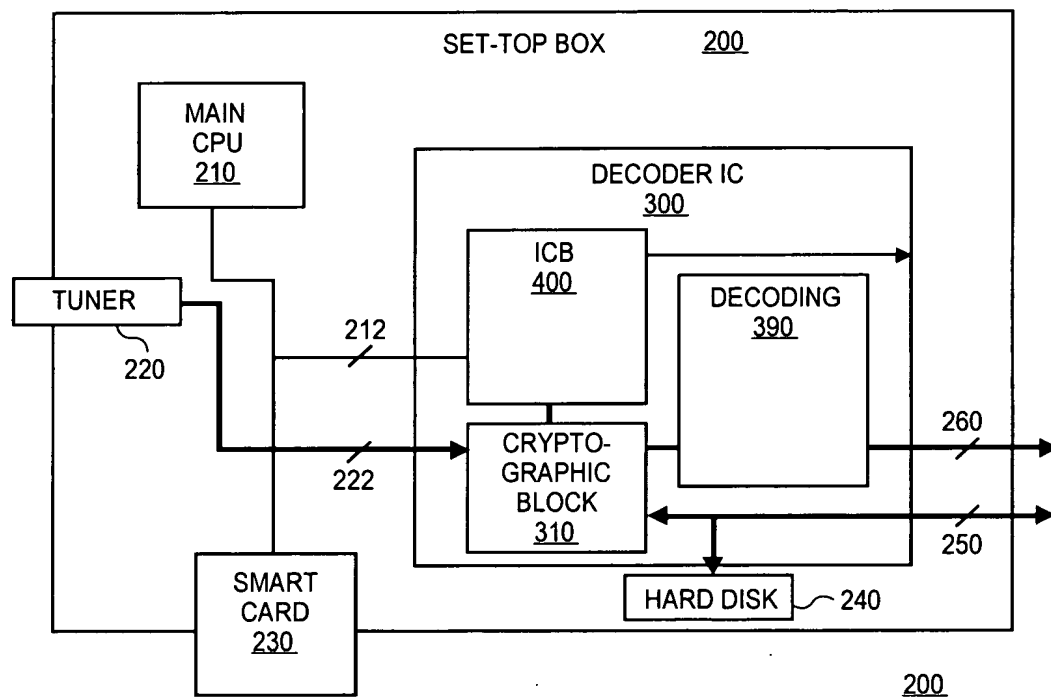 SET-TOP BOX 200
MAIN
CPU
210
DECODER IC
300
ICB
400
TUNER
220
DECODING
390
212
222
CRYPTO-
GRAPHIC
BLOCK
310
260
250
SMART
CARD
230
HARD DISK
240
200